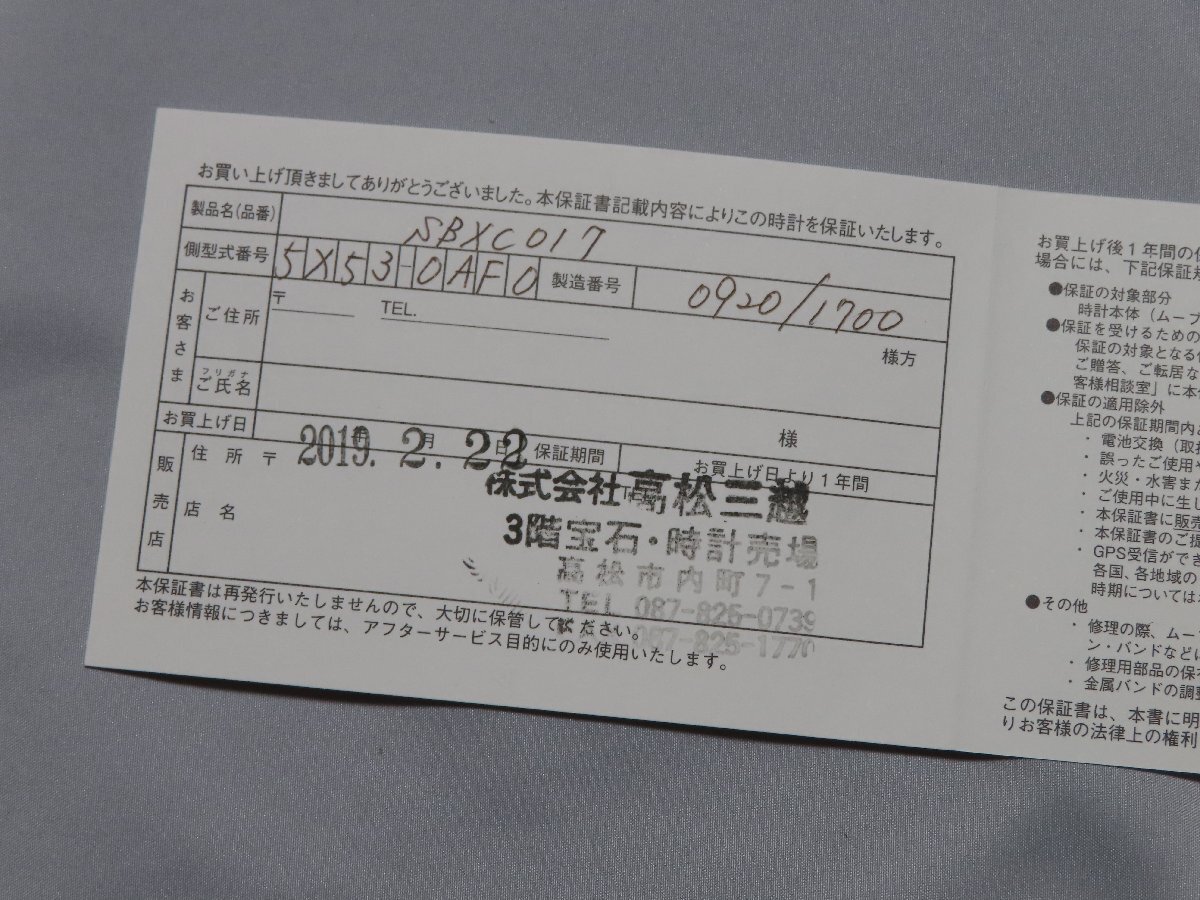 お買い上げ頂きましてありがとうございました。本保証書記載内容によりこの時計を保証いたします。
製品名(品番) SBXC017
側型式番号 5X53-0AF0 製造番号 0920/1700
お客さま ご住所 〒 TEL.
様方
フリガナ
ご氏名 様
お買上げ日 2019.年 2.月 22日 保証期間 お買上げ日より1年間
販売店 住所 〒 TEL
店名
株式会社高松三越
3階宝石・時計売場
高松市内町7-1
TEL 087-825-0739
087-825-1770
本保証書は再発行いたしませんので、大切に保管してください。
お客様情報につきましては、アフターサービス目的にのみ使用いたします。
お買上げ後1年間の
場合には、下記保証規
●保証の対象部分
時計本体(ムーブ
●保証を受けるための
保証の対象となる
ご贈答、ご転居な
客様相談室」に本
●保証の適用除外
上記の保証期間内
・電池交換(取
・誤ったご使用
・火災・水害ま
・ご使用中に生し
・本保証書に販売
・本保証書のご提
・GPS受信ができ
各国、各地域の
時期については
●その他
・修理の際、ムー
ン・バンドなど
・修理用部品の保
・金属バンドの調整
この保証書は、本書に明
りお客様の法律上の権利